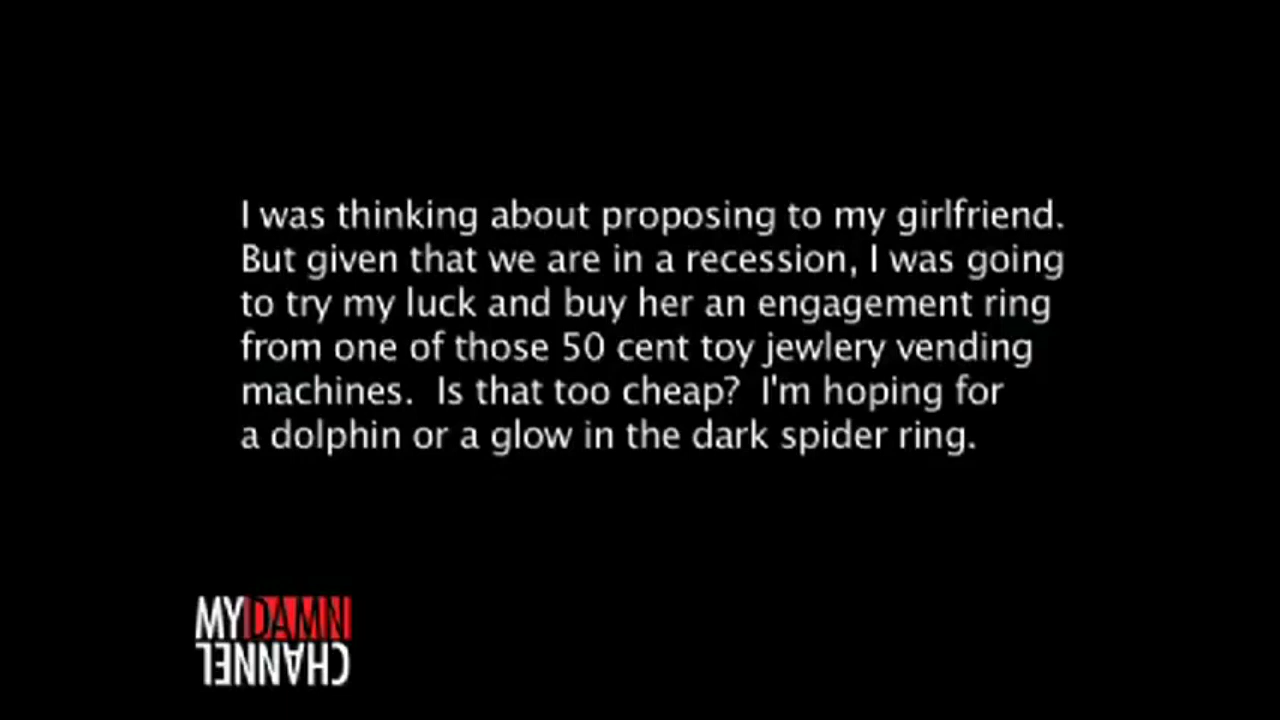 I was thinking about proposing to my girlfriend.
But given that we are in a recession, I was going
to try my luck and buy her an engagement ring
from one of those 50 cent toy jewlery vending
machines.  Is that too cheap?  I'm hoping for
a dolphin or a glow in the dark spider ring.
MYDAMN
CHANNEL